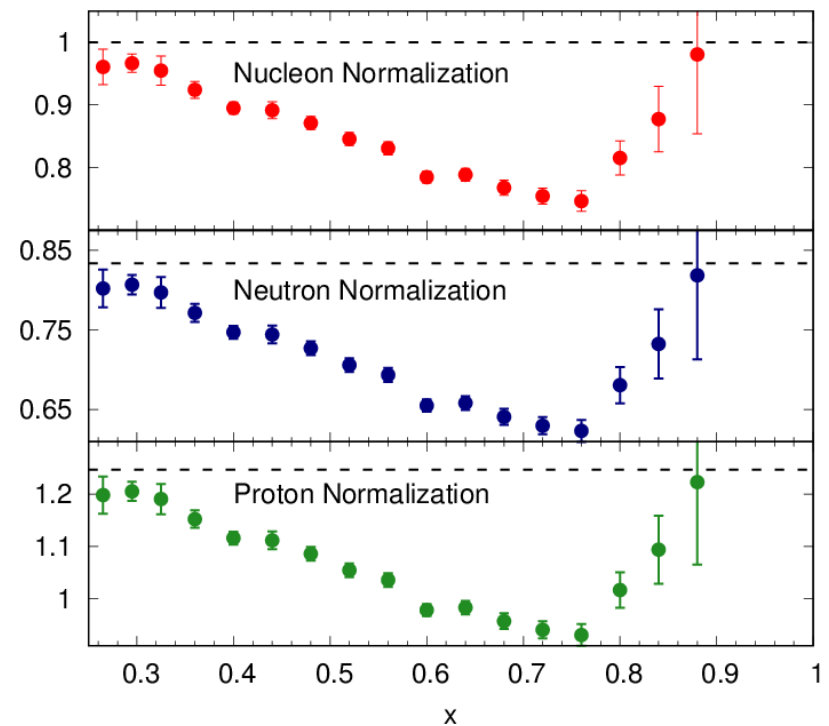 1
Nucleon Normalization
0.9
0.8
0.85
Neutron Normalization
0.75
0.65
1.2
Proton Normalization
1.1
1
0.3 0.4 0.5 0.6 0.7 0.8 0.9 1
x